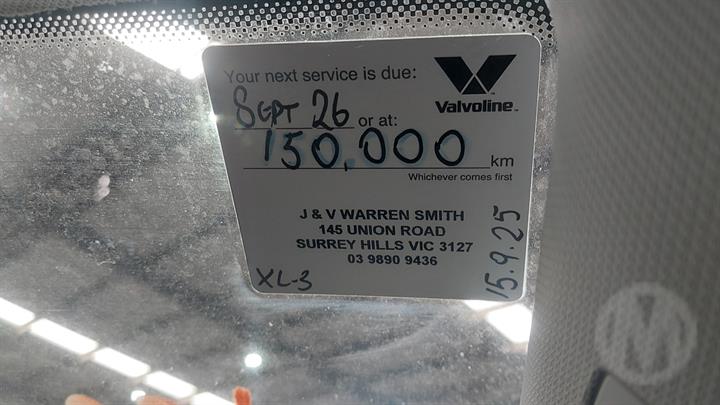 Your next service is due:
SEPT 26 or at:
150,000 km
Whichever comes first
Valvoline™
J & V WARREN SMITH
145 UNION ROAD
SURREY HILLS VIC 3127
03 9890 9436
XL-3
15.9.25
M